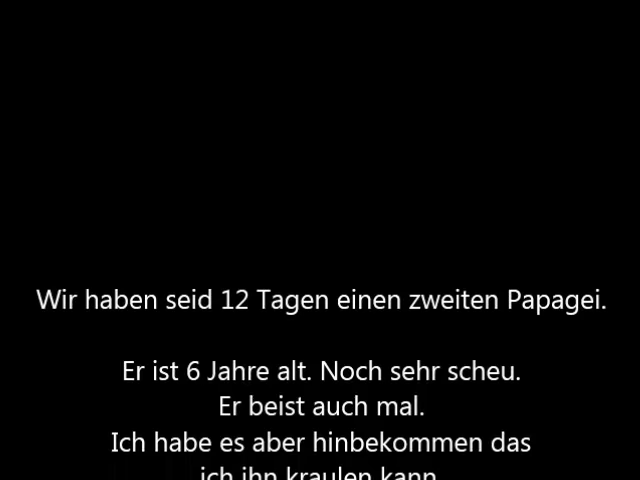 Wir haben seid 12 Tagen einen zweiten Papagei.
Er ist 6 Jahre alt. Noch sehr scheu.
Er beist auch mal.
Ich habe es aber hinbekommen das
ich ihn kraulen kann